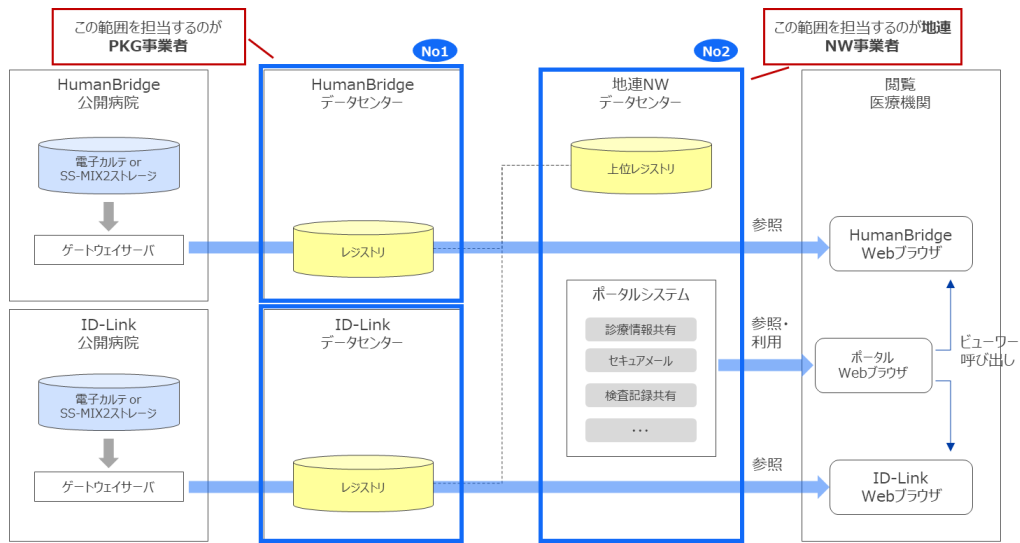 この範囲を担当するのが
PKG事業者
No1
No2
この範囲を担当するのが地連
NW事業者
HumanBridge
公開病院
電子カルテ or
SS-MIX2ストレージ
ゲートウェイサーバ
HumanBridge
データセンター
レジストリ
地連NW
データセンター
上位レジストリ
ポータルシステム
診療情報共有
セキュアメール
検査記録共有
・・・
閲覧
医療機関
参照
HumanBridge
Webブラウザ
参照・
利用
ポータル
Webブラウザ
ビューワー
呼び出し
参照
ID-Link
Webブラウザ
ID-Link
公開病院
電子カルテ or
SS-MIX2ストレージ
ゲートウェイサーバ
ID-Link
データセンター
レジストリ